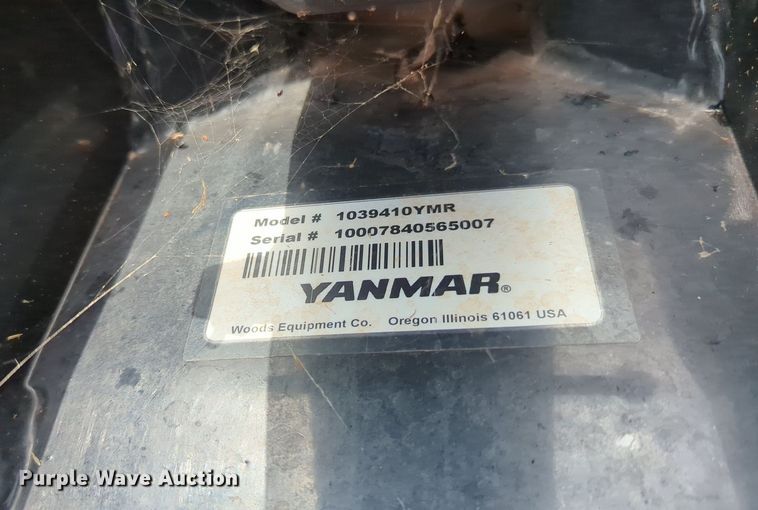 Model # 1039410YMR
Serial # 10007840565007
YANMAR®
Woods Equipment Co. Oregon Illinois 61061 USA
Purple Wave Auction